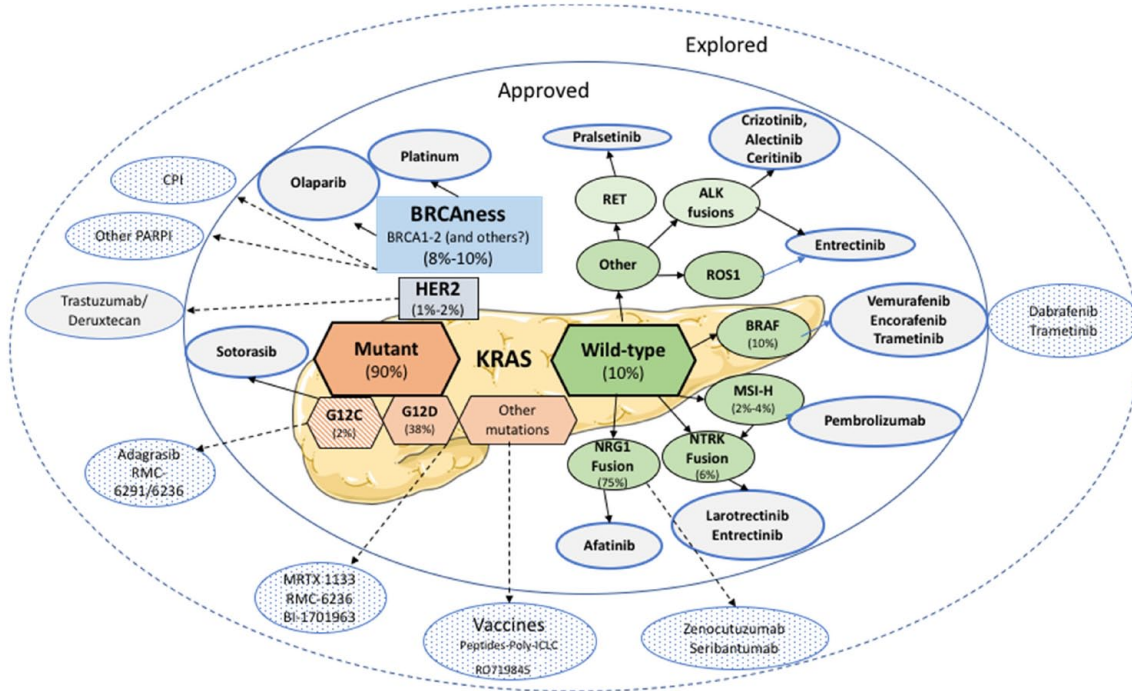 Explored
Approved
CPI
Other PARPI
Trastuzumab/
Deruxtecan
Olaparib
Platinum
BRCAness
BRCA1-2 (and others?)
(8%-10%)
HER2
(1%-2%)
Pralsetinib
Crizotinib,
Alectinib
Ceritinib
RET
ALK
fusions
Other
ROS1
Entrectinib
Sotorasib
Mutant
(90%)
KRAS
Wild-type
(10%)
BRAF
(10%)
Vemurafenib
Encorafenib
Trametinib
Dabrafenib
Trametinib
G12C
(2%)
G12D
(38%)
Other
mutations
MSI-H
(2%-4%)
Pembrolizumab
NRG1
Fusion
(75%)
NTRK
Fusion
(6%)
Adagrasib
RMC-
6291/6236
Afatinib
Larotrectinib
Entrectinib
MRTX 1133
RMC-6236
BI-1701963
Vaccines
Peptides-Poly-ICLC
RO719845
Zenocutuzumab
Seribantumab